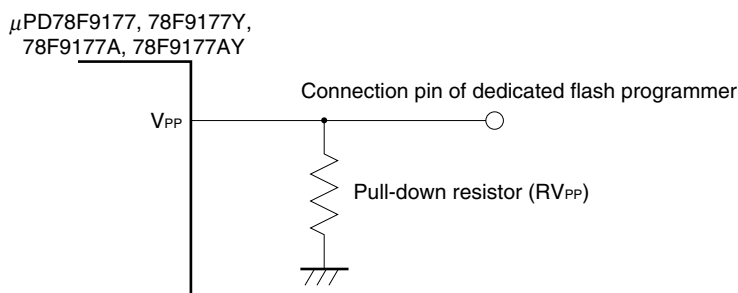 μPD78F9177, 78F9177Y,
78F9177A, 78F9177AY
Connection pin of dedicated flash programmer
VPP
Pull-down resistor (RVPP)